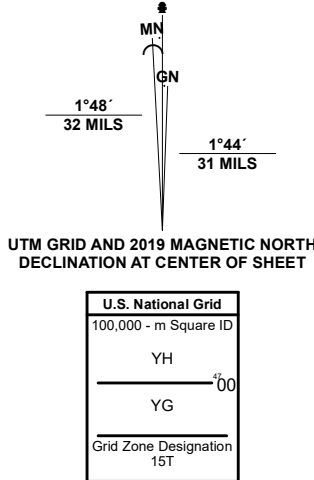 MN
GN
1°48´
32 MILS
1°44´
31 MILS
UTM GRID AND 2019 MAGNETIC NORTH
DECLINATION AT CENTER OF SHEET
U.S. National Grid
100,000 - m Square ID
YH
4700
YG
Grid Zone Designation
15T